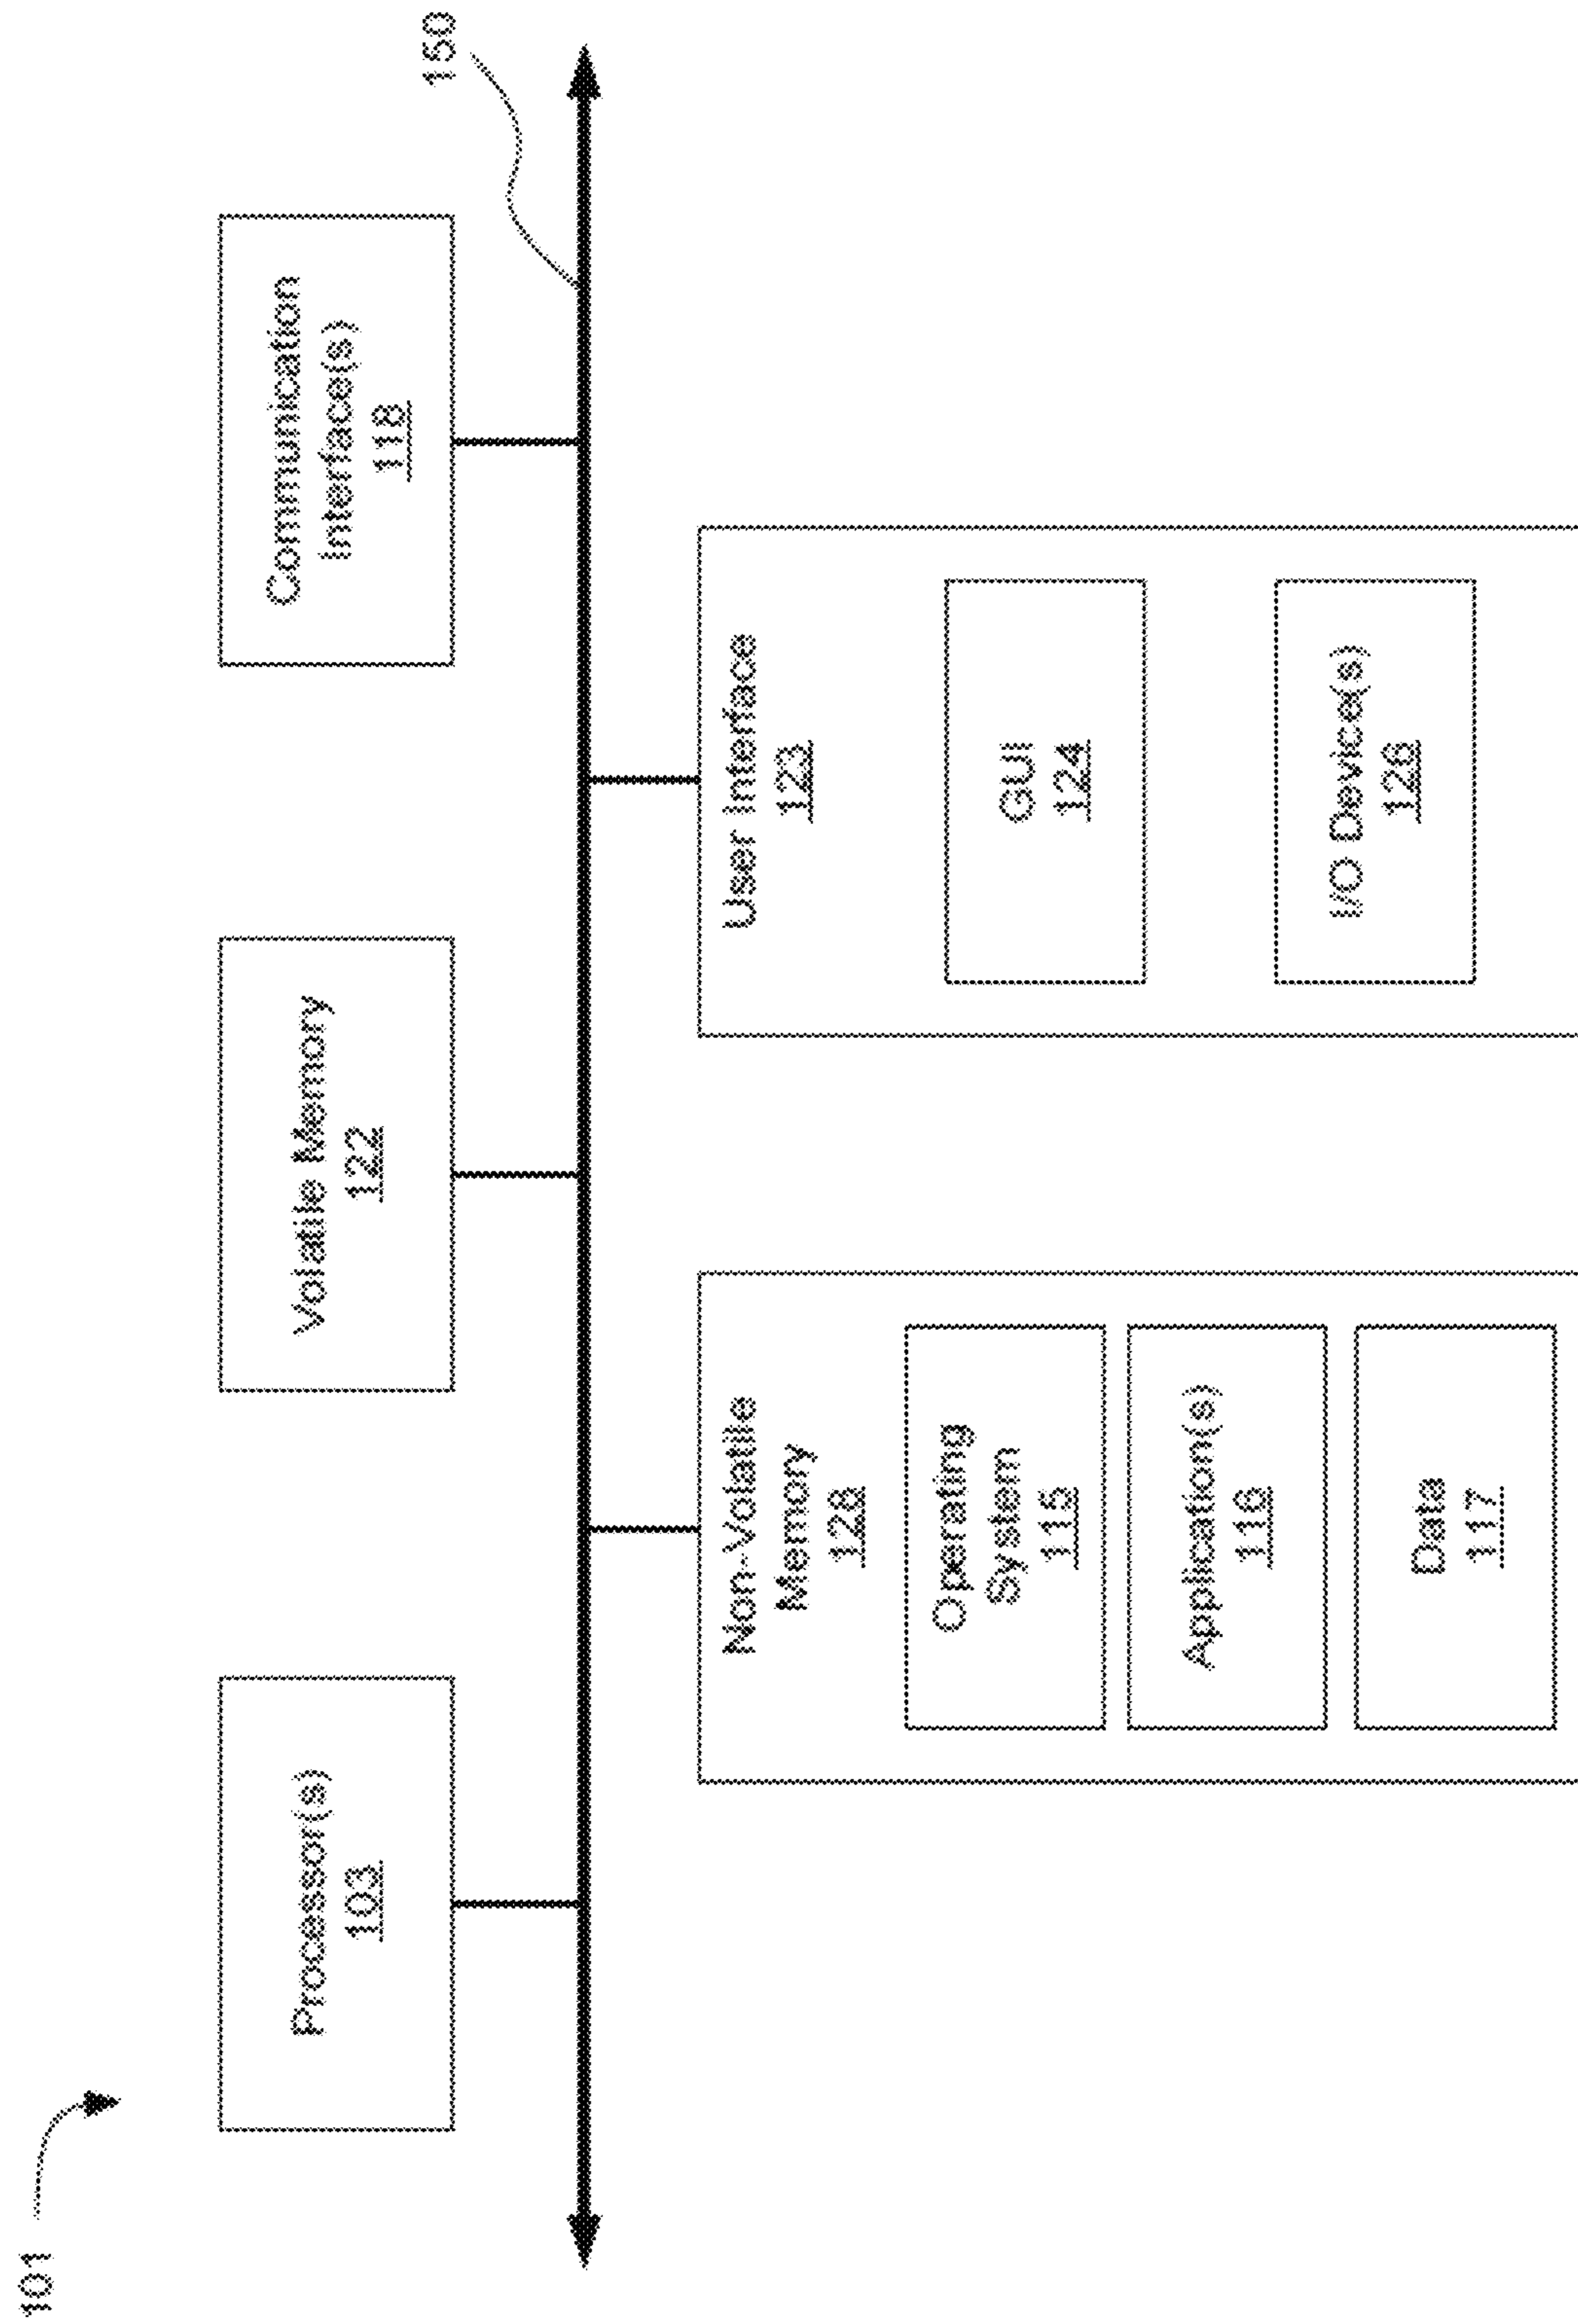 101
Processor(s)
103
Volatile Memory
122
Communication
Interface(s)
118
150
Non-Volatile
Memory
128
Operating
System
115
Application(s)
116
Data
117
User Interface
123
GUI
124
I/O Device(s)
126